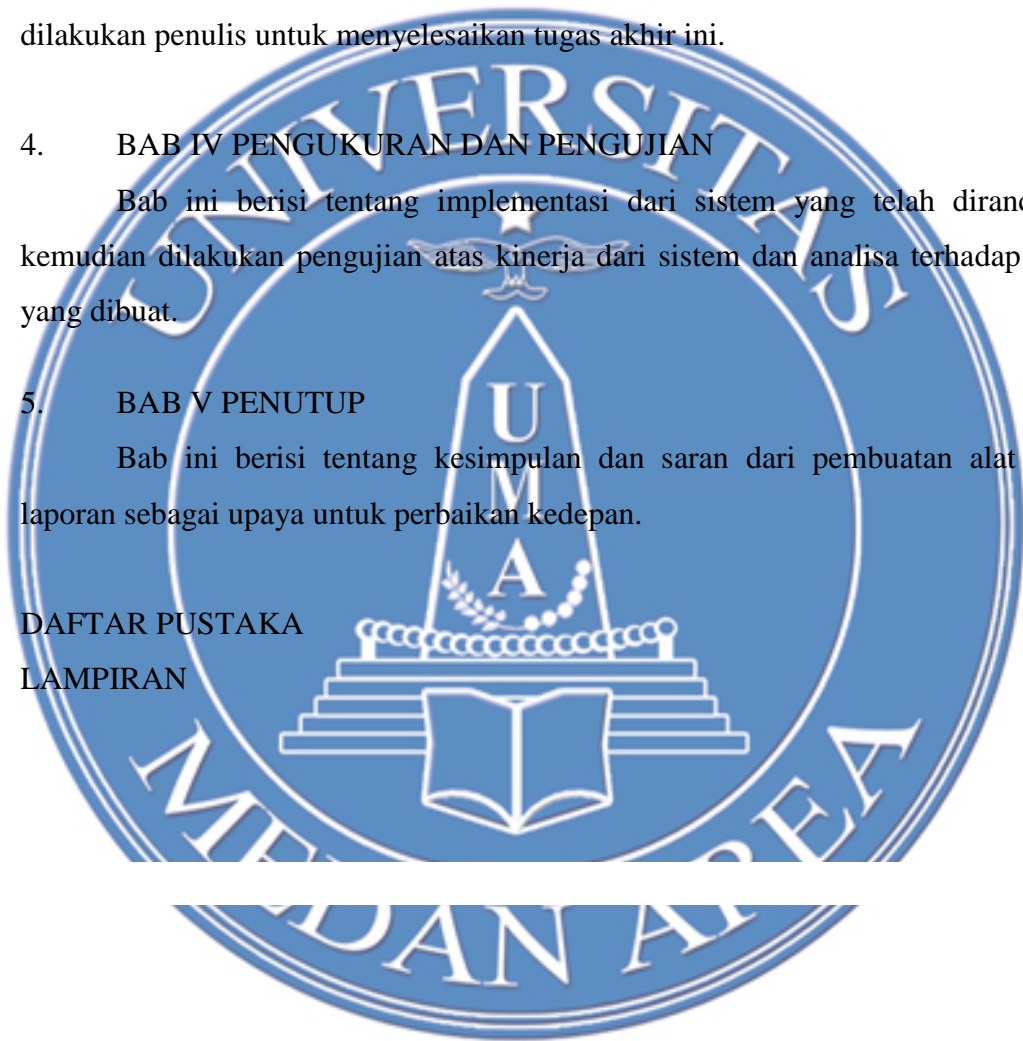 dilakukan penulis untuk menyelesaikan tugas akhir ini.
4. BAB IV PENGUKURAN DAN PENGUJIAN
Bab ini berisi tentang implementasi dari sistem yang telah diranc
kemudian dilakukan pengujian atas kinerja dari sistem dan analisa terhadap
yang dibuat.
5. BAB V PENUTUP
Bab ini berisi tentang kesimpulan dan saran dari pembuatan alat
laporan sebagai upaya untuk perbaikan kedepan.
DAFTAR PUSTAKA
LAMPIRAN
UNIVERSITAS
U
M
A
MEDAN AREA